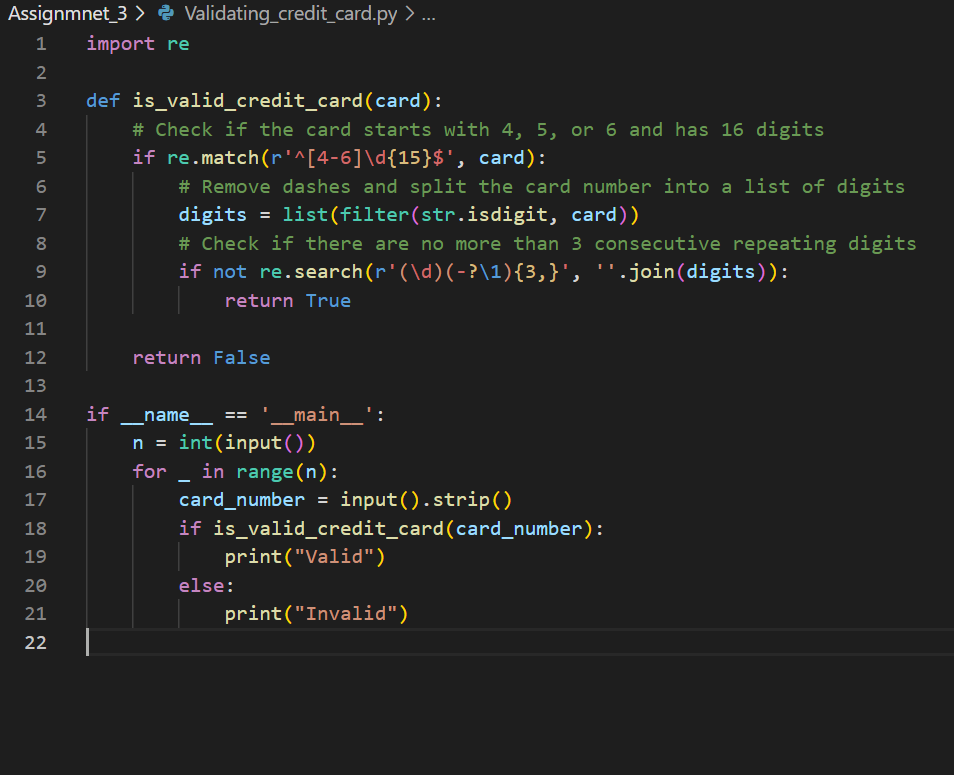 Assignmnet_3 > Validating_credit_card.py > ...
1 import re
2
3 def is_valid_credit_card(card):
4     # Check if the card starts with 4, 5, or 6 and has 16 digits
5     if re.match(r'^[4-6]\d{15}$', card):
6         # Remove dashes and split the card number into a list of digits
7         digits = list(filter(str.isdigit, card))
8         # Check if there are no more than 3 consecutive repeating digits
9         if not re.search(r'(\d)(-?\1){3,}', ''.join(digits)):
10             return True
11
12     return False
13
14 if __name__ == '__main__':
15     n = int(input())
16     for _ in range(n):
17         card_number = input().strip()
18         if is_valid_credit_card(card_number):
19             print("Valid")
20         else:
21             print("Invalid")
22